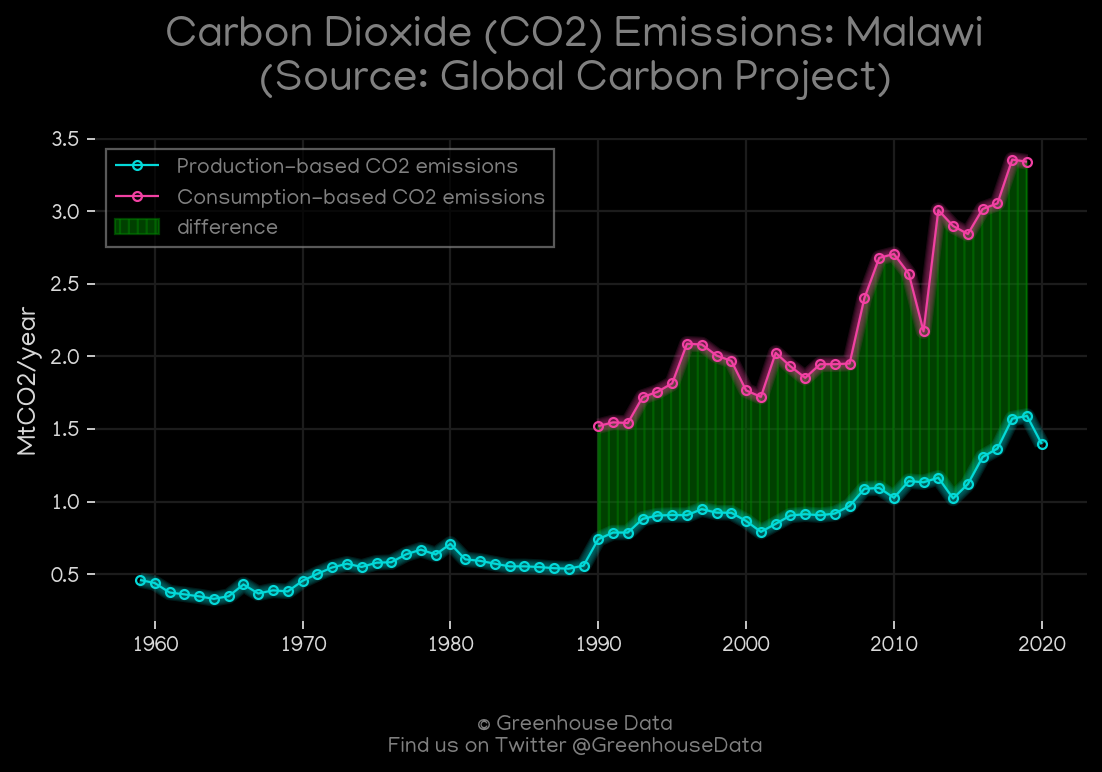 Carbon Dioxide (CO2) Emissions: Malawi
(Source: Global Carbon Project)
3.5
3.0
2.5
2.0
1.5
1.0
0.5
MtCO2/year
Production-based CO2 emissions
Consumption-based CO2 emissions
difference
1960 1970 1980 1990 2000 2010 2020
© Greenhouse Data
Find us on Twitter @GreenhouseData